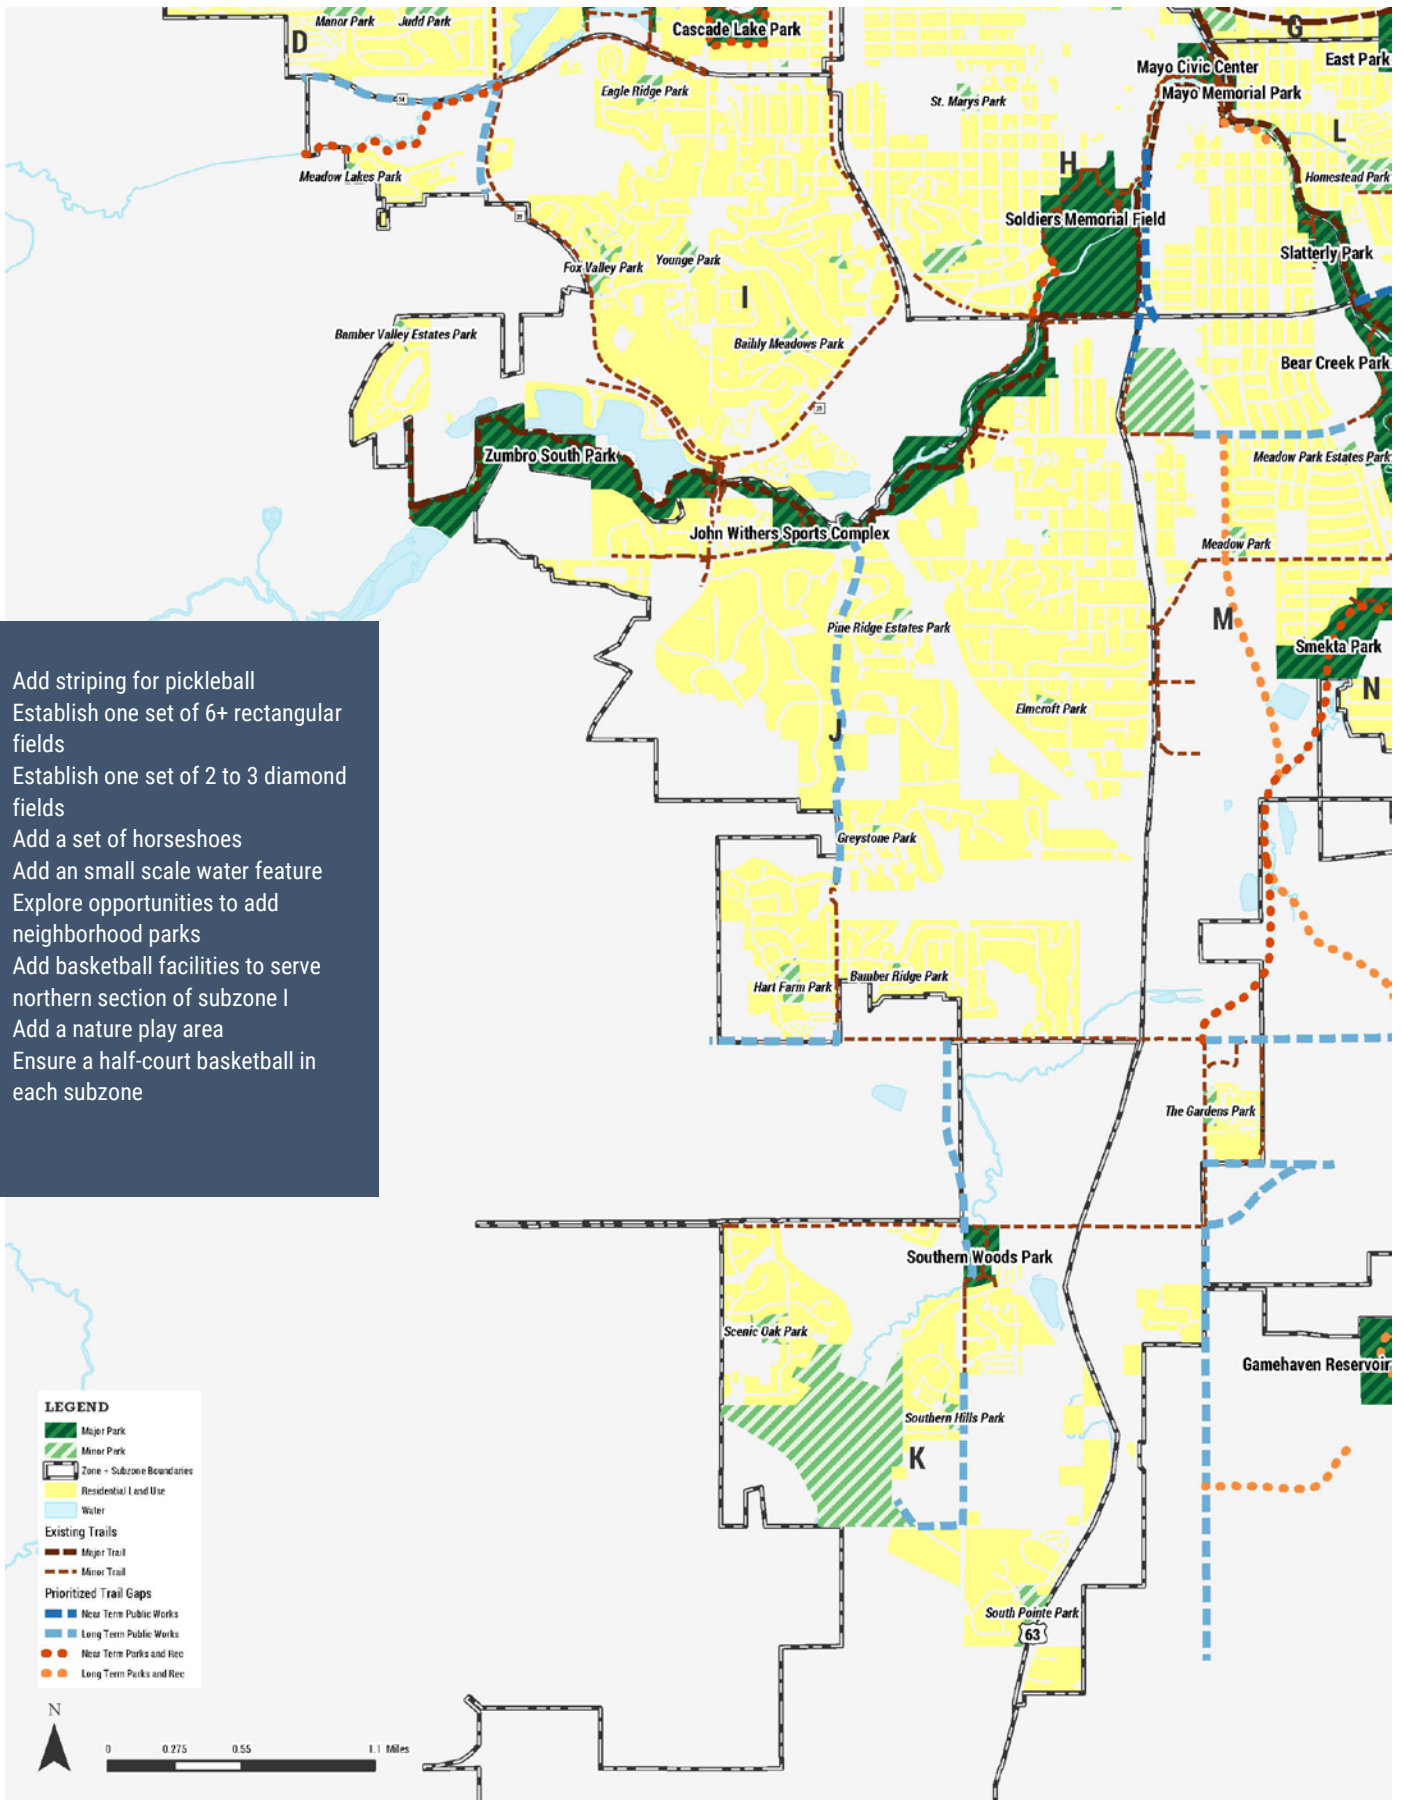 Manor Park
Judd Park
D
Cascade Lake Park
G
East Park
Mayo Civic Center
Mayo Memorial Park
Eagle Ridge Park
St. Marys Park
14
L
H
Meadow Lakes Park
Homestead Park
Soldiers Memorial Field
Slatterly Park
Fox Valley Park
Younge Park
I
Bamber Valley Estates Park
Baihly Meadows Park
Bear Creek Park
25
Zumbro South Park
Meadow Park Estates Park
John Withers Sports Complex
Meadow Park
Pine Ridge Estates Park
M
Smekta Park
N
Elmcroft Park
J
Add striping for pickleball
Establish one set of 6+ rectangular
fields
Establish one set of 2 to 3 diamond
fields
Add a set of horseshoes
Add an small scale water feature
Explore opportunities to add
neighborhood parks
Add basketball facilities to serve
northern section of subzone I
Add a nature play area
Ensure a half-court basketball in
each subzone
Greystone Park
Hart Farm Park
Bamber Ridge Park
The Gardens Park
Southern Woods Park
Scenic Oak Park
Gamehaven Reservoir
Southern Hills Park
K
South Pointe Park
63
LEGEND
Major Park
Minor Park
Zone + Subzone Boundaries
Residential Land Use
Water
Existing Trails
Major Trail
Minor Trail
Prioritized Trail Gaps
Near Term Public Works
Long Term Public Works
Near Term Parks and Rec
Long Term Parks and Rec
N
0 0.275 0.55 1.1 Miles